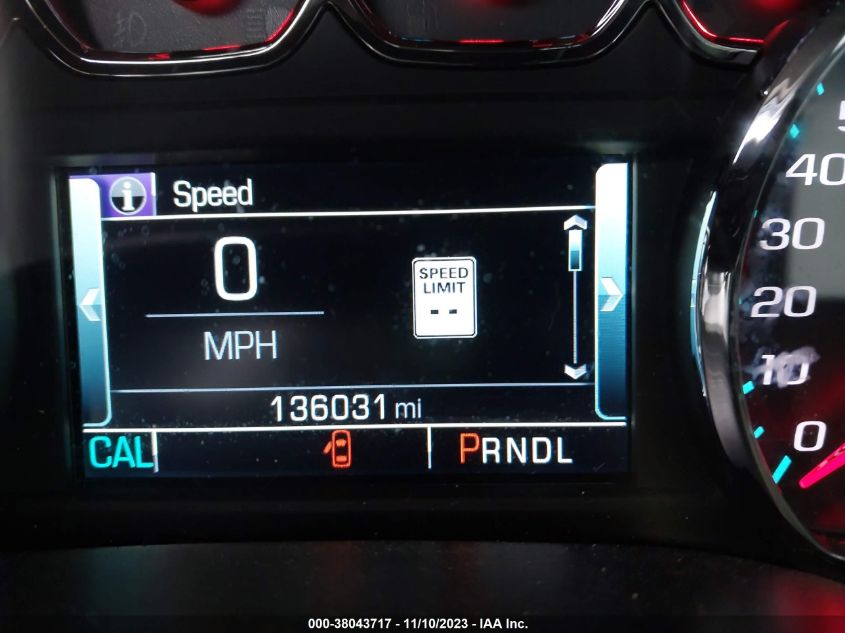 Speed
0
MPH
SPEED
LIMIT
--
136031 mi
CAL
PRNDL
40
30
20
10
0
000-38043717 - 11/10/2023 - IAA Inc.